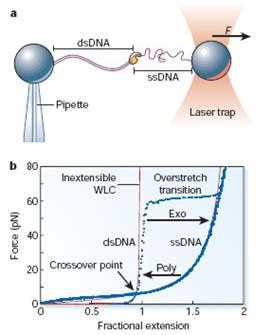 a
F
dsDNA
ssDNA
Pipette
Laser trap
b
80
60
40
20
0
Force (pN)
Inextensible
WLC
Overstretch
transition
Exo
dsDNA
ssDNA
Crossover point
Poly
0
0.5
1
1.5
2
Fractional extension